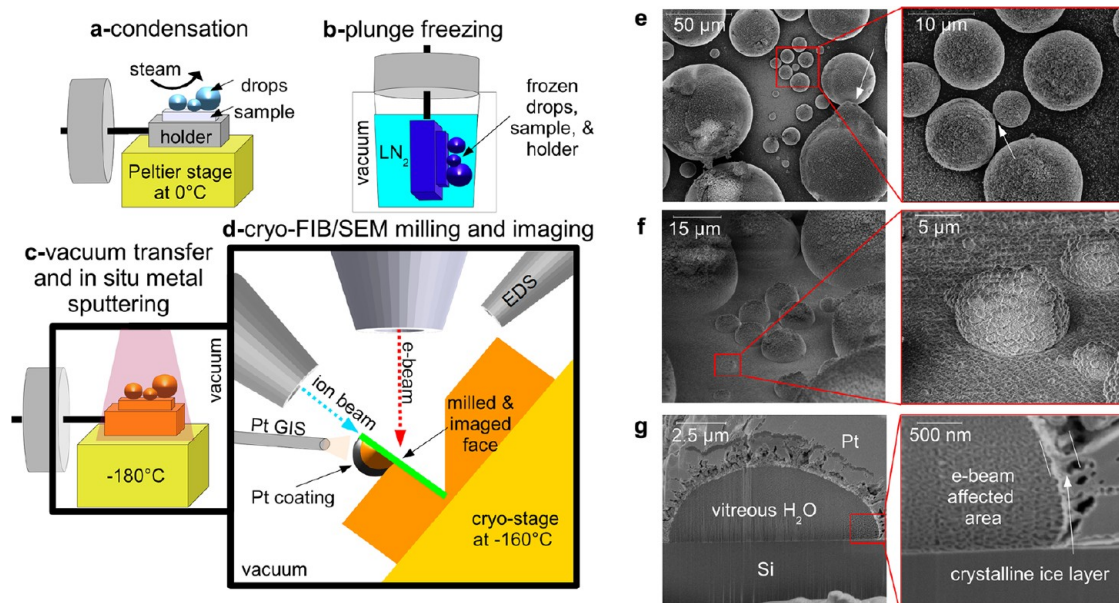 a-condensation
steam
drops
sample
holder
Peltier stage
at 0°C
b-plunge freezing
vacuum
LN₂
frozen
drops,
sample, &
holder
c-vacuum transfer
and in situ metal
sputtering
vacuum
-180°C
d-cryo-FIB/SEM milling and imaging
EDS
e-beam
ion beam
Pt GIS
milled &
imaged
face
Pt coating
cryo-stage
at -160°C
vacuum
e
50 µm
10 µm
f
15 µm
5 µm
g
2.5 µm
Pt
vitreous H₂O
Si
500 nm
e-beam
affected
area
crystalline ice layer